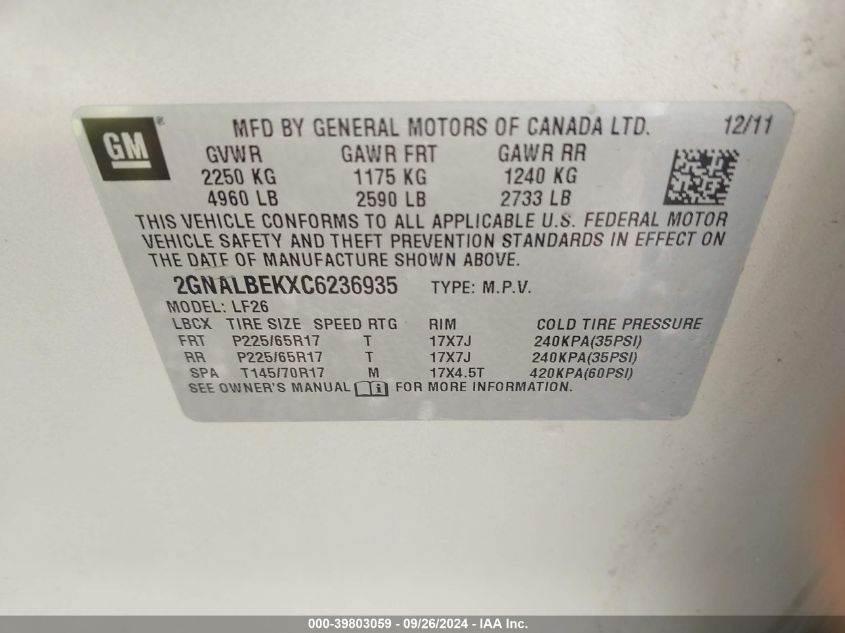 GM ® MFD BY GENERAL MOTORS OF CANADA LTD. 12/11
GVWR GAWR FRT GAWR RR
2250 KG 1175 KG 1240 KG
4960 LB 2590 LB 2733 LB
THIS VEHICLE CONFORMS TO ALL APPLICABLE U.S. FEDERAL MOTOR
VEHICLE SAFETY AND THEFT PREVENTION STANDARDS IN EFFECT ON
THE DATE OF MANUFACTURE SHOWN ABOVE.
2GNALBEKXC6236935 TYPE: M.P.V.
MODEL: LF26
LBCX TIRE SIZE SPEED RTG RIM COLD TIRE PRESSURE
FRT P225/65R17 T 17X7J 240KPA(35PSI)
RR P225/65R17 T 17X7J 240KPA(35PSI)
SPA T145/70R17 M 17X4.5T 420KPA(60PSI)
SEE OWNER'S MANUAL i FOR MORE INFORMATION.
000-39803059 - 09/26/2024 - IAA Inc.